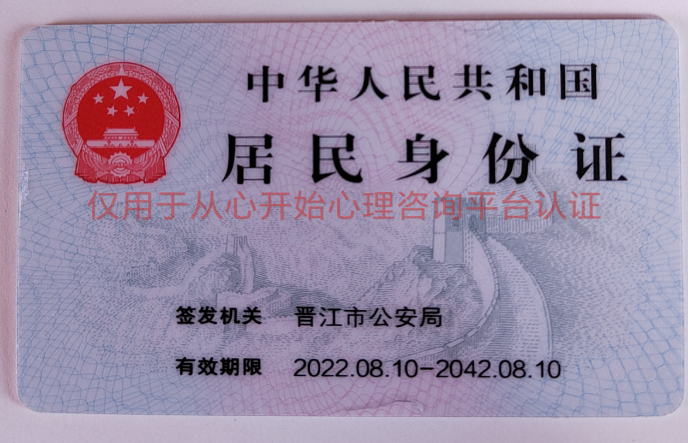 中华人民共和国
居民身份证
仅用于从心开始心理咨询平台认证
签发机关 晋江市公安局
有效期限 2022.08.10-2042.08.10